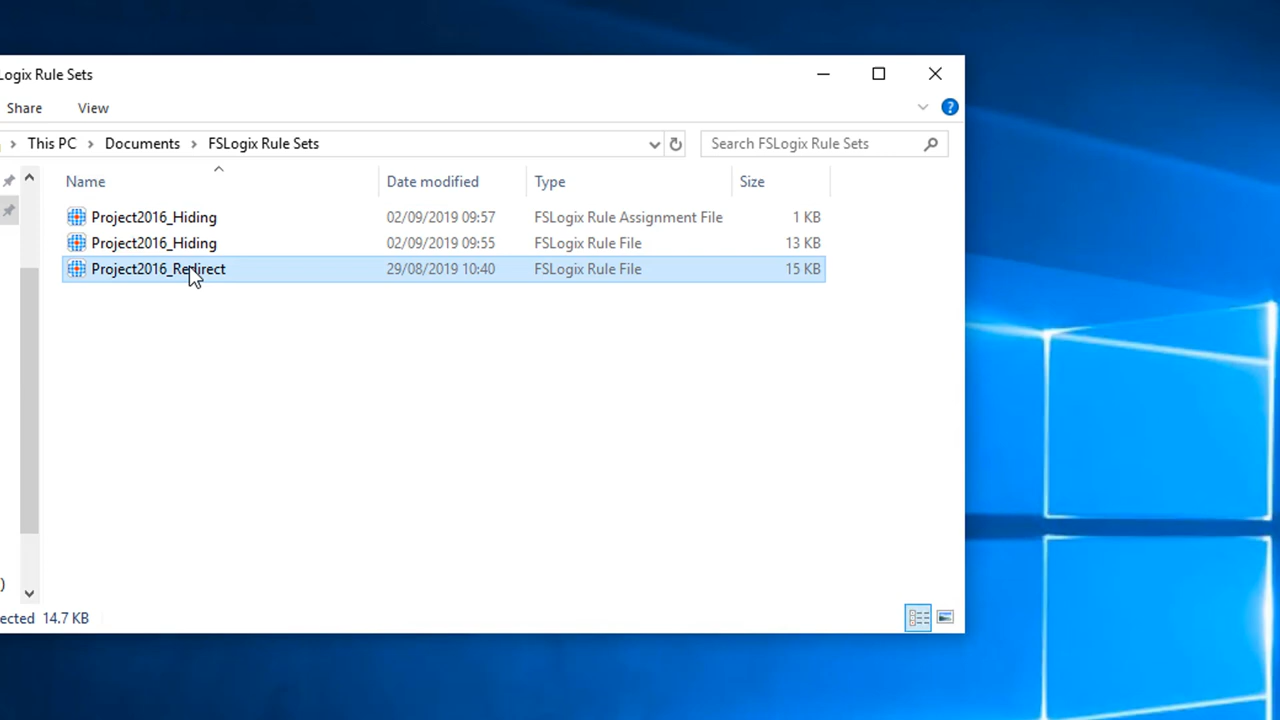 Logix Rule Sets
Share View
This PC Documents FSLogix Rule Sets Search FSLogix Rule Sets
Name Date modified Type Size
Project2016_Hiding 02/09/2019 09:57 FSLogix Rule Assignment File 1 KB
Project2016_Hiding 02/09/2019 09:55 FSLogix Rule File 13 KB
Project2016_Redirect 29/08/2019 10:40 FSLogix Rule File 15 KB
)
ected 14.7 KB